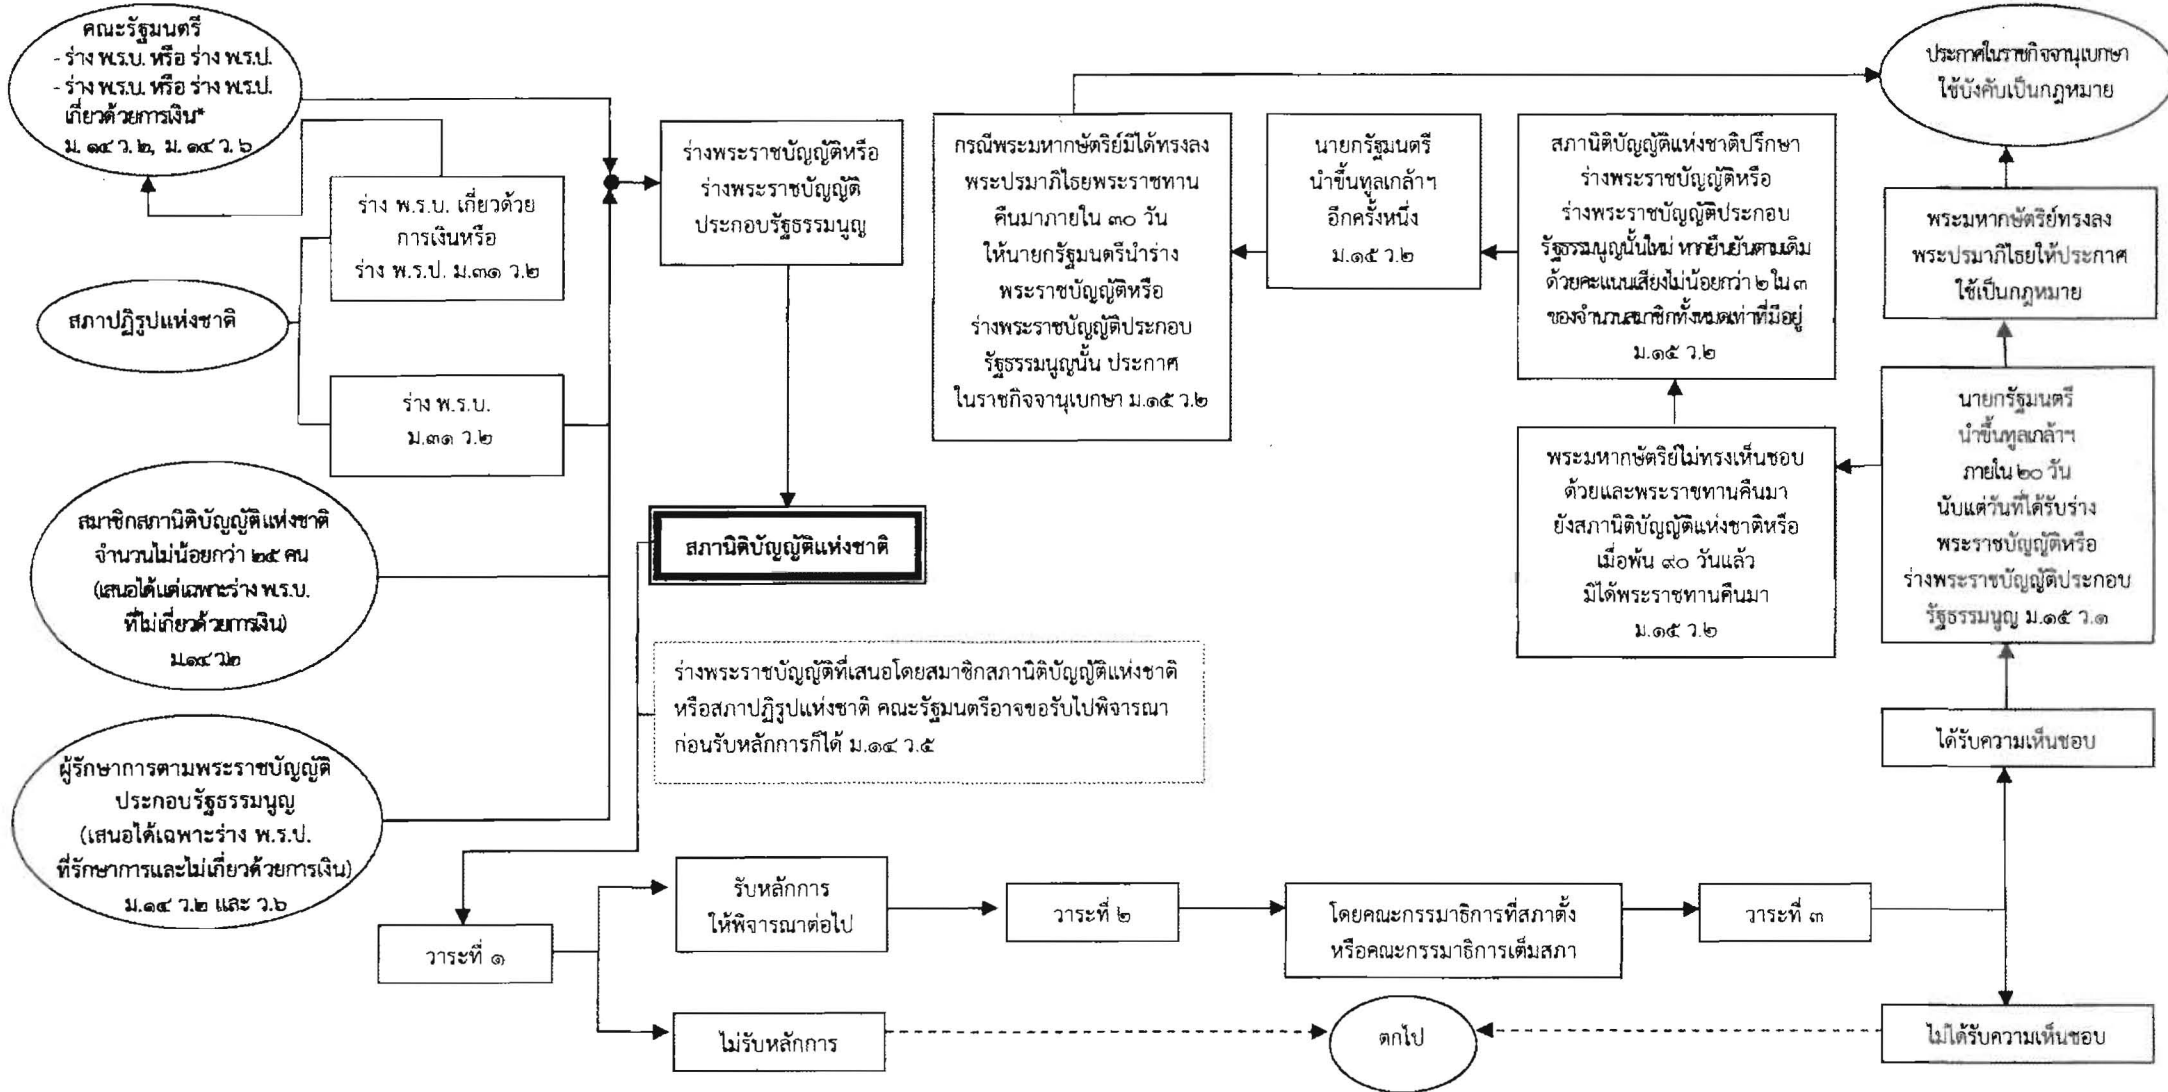 คณะรัฐมนตรี
- ร่าง พ.ร.บ. หรือ ร่าง พ.ร.ป.
- ร่าง พ.ร.บ. หรือ ร่าง พ.ร.ป.
เกี่ยวด้วยการเงิน*
ม. ๑๔ ว. ๒, ม. ๑๔ ว. ๖
ร่าง พ.ร.บ. เกี่ยวด้วย
การเงินหรือ
ร่าง พ.ร.ป. ม.๓๑ ว.๒
สภาปฏิรูปแห่งชาติ
ร่าง พ.ร.บ.
ม.๓๑ ว.๒
สมาชิกสภานิติบัญญัติแห่งชาติ
จำนวนไม่น้อยกว่า ๒๕ คน
(เสนอได้แต่เฉพาะร่าง พ.ร.บ.
ที่ไม่เกี่ยวด้วยการเงิน)
ม.๑๔ ว.๒
ผู้รักษาการตามพระราชบัญญัติ
ประกอบรัฐธรรมนูญ
(เสนอได้เฉพาะร่าง พ.ร.ป.
ที่รักษาการและไม่เกี่ยวด้วยการเงิน)
ม.๑๔ ว.๒ และ ว.๖
ร่างพระราชบัญญัติหรือ
ร่างพระราชบัญญัติ
ประกอบรัฐธรรมนูญ
สภานิติบัญญัติแห่งชาติ
ร่างพระราชบัญญัติที่เสนอโดยสมาชิกสภานิติบัญญัติแห่งชาติ
หรือสภาปฏิรูปแห่งชาติ คณะรัฐมนตรีอาจขอรับไปพิจารณา
ก่อนรับหลักการก็ได้ ม.๑๔ ว.๕
วาระที่ ๑
รับหลักการ
ให้พิจารณาต่อไป
ไม่รับหลักการ
วาระที่ ๒
โดยคณะกรรมาธิการที่สภาตั้ง
หรือคณะกรรมาธิการเต็มสภา
วาระที่ ๓
ตกไป
ได้รับความเห็นชอบ
ไม่ได้รับความเห็นชอบ
นายกรัฐมนตรี
นำขึ้นทูลเกล้าฯ
ภายใน ๒๐ วัน
นับแต่วันที่ได้รับร่าง
พระราชบัญญัติหรือ
ร่างพระราชบัญญัติประกอบ
รัฐธรรมนูญ ม.๑๕ ว.๑
พระมหากษัตริย์ทรงลง
พระปรมาภิไธยให้ประกาศ
ใช้เป็นกฎหมาย
ประกาศในราชกิจจานุเบกษา
ใช้บังคับเป็นกฎหมาย
พระมหากษัตริย์ไม่ทรงเห็นชอบ
ด้วยและพระราชทานคืนมา
ยังสภานิติบัญญัติแห่งชาติหรือ
เมื่อพ้น ๙๐ วันแล้ว
มิได้พระราชทานคืนมา
ม.๑๕ ว.๒
สภานิติบัญญัติแห่งชาติปรึกษา
ร่างพระราชบัญญัติหรือ
ร่างพระราชบัญญัติประกอบ
รัฐธรรมนูญนั้นใหม่ หากยืนยันตามเดิม
ด้วยคะแนนเสียงไม่น้อยกว่า ๒ ใน ๓
ของจำนวนสมาชิกทั้งหมดเท่าที่มีอยู่
ม.๑๕ ว.๒
นายกรัฐมนตรี
นำขึ้นทูลเกล้าฯ
อีกครั้งหนึ่ง
ม.๑๕ ว.๒
กรณีพระมหากษัตริย์มิได้ทรงลง
พระปรมาภิไธยพระราชทาน
คืนมาภายใน ๓๐ วัน
ให้นายกรัฐมนตรีนำร่าง
พระราชบัญญัติหรือ
ร่างพระราชบัญญัติประกอบ
รัฐธรรมนูญนั้น ประกาศ
ในราชกิจจานุเบกษา ม.๑๕ ว.๒